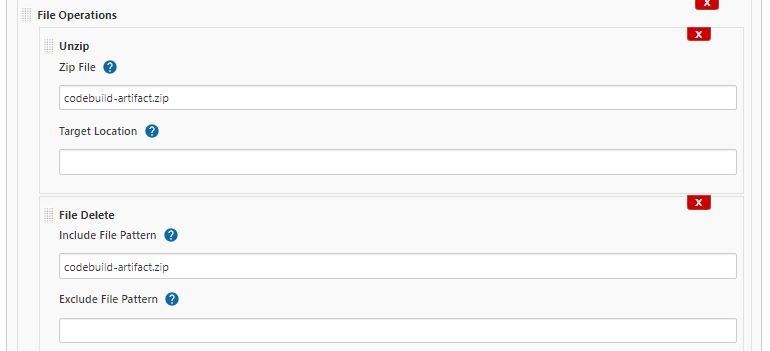 X
File Operations
X
Unzip
Zip File ?
codebuild-artifact.zip
Target Location ?
X
File Delete
Include File Pattern ?
codebuild-artifact.zip
Exclude File Pattern ?